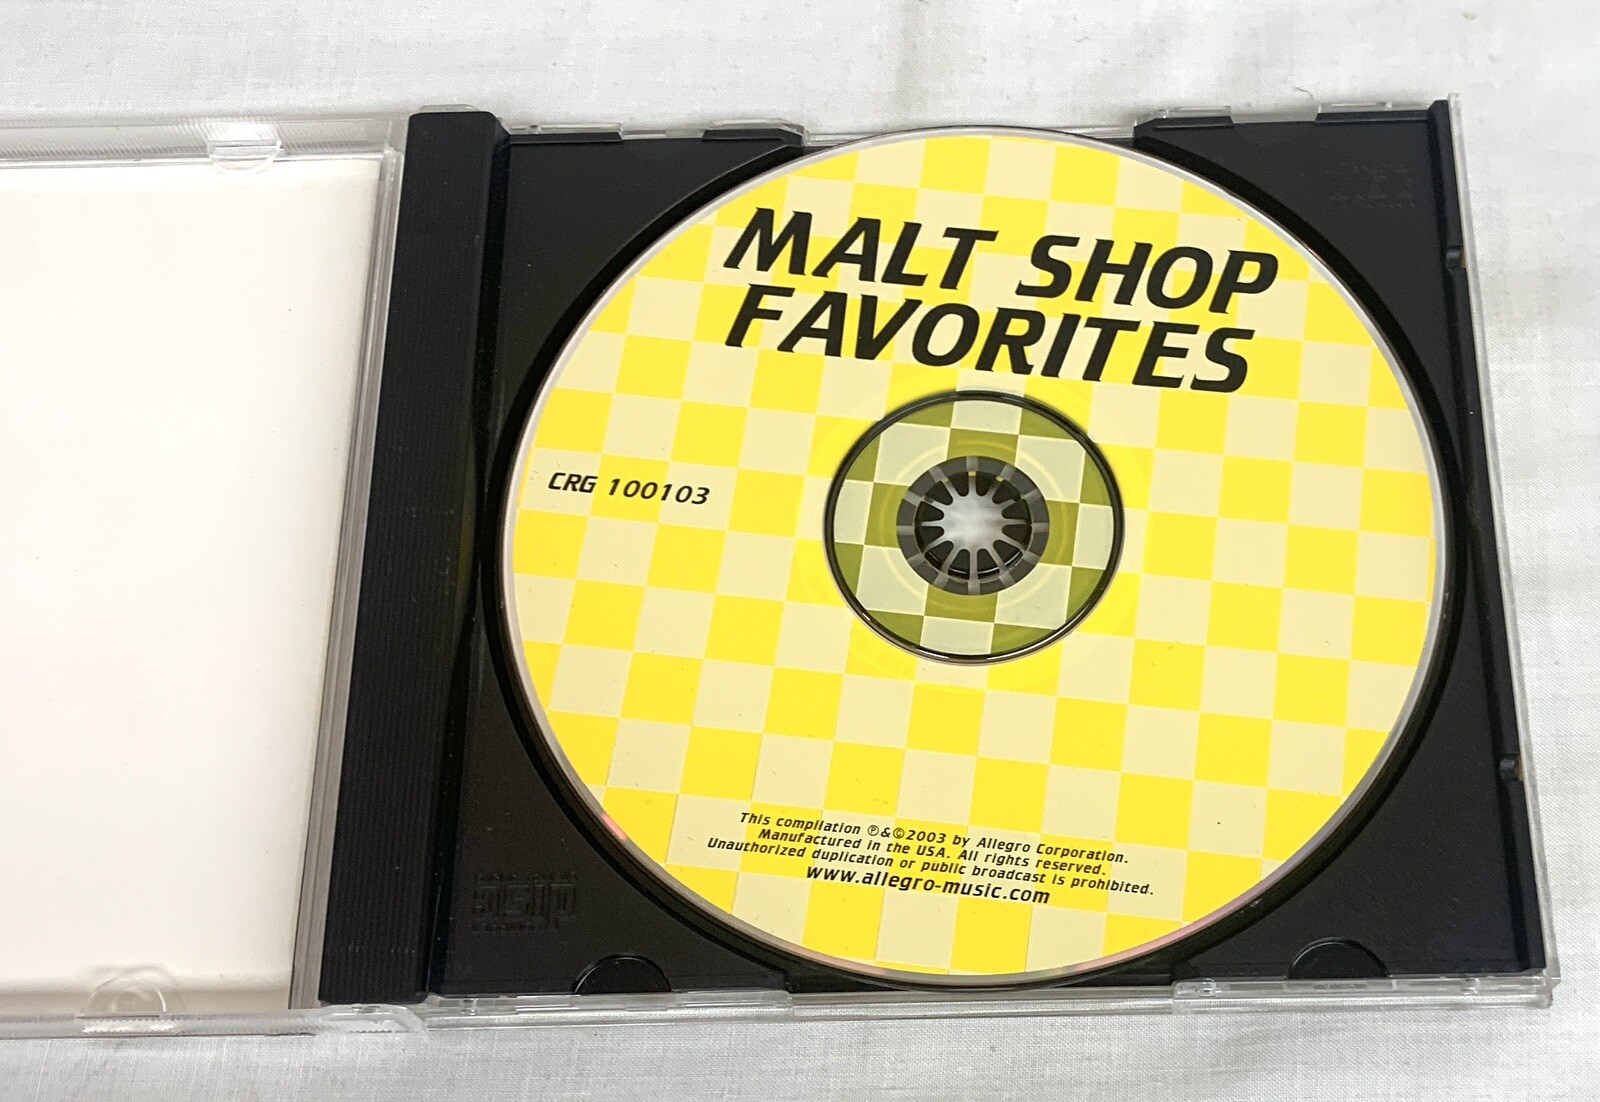 MALT SHOP
FAVORITES
CRG 100103
This compilation ℗&©2003 by Allegro Corporation.
Manufactured in the USA. All rights reserved.
Unauthorized duplication or public broadcast is prohibited.
www.allegro-music.com